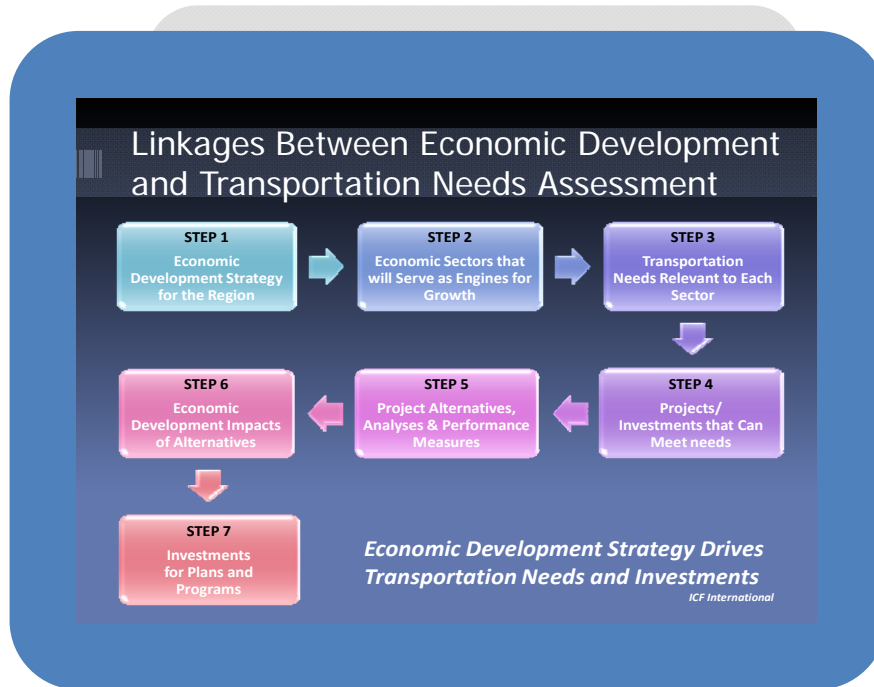 Linkages Between Economic Development
and Transportation Needs Assessment
STEP 1
Economic
Development Strategy
for the Region
STEP 2
Economic Sectors that
will Serve as Engines for
Growth
STEP 3
Transportation
Needs Relevant to Each
Sector
STEP 4
Projects/
Investments that Can
Meet needs
STEP 5
Project Alternatives,
Analyses & Performance
Measures
STEP 6
Economic
Development Impacts
of Alternatives
STEP 7
Investments
for Plans and
Programs
Economic Development Strategy Drives
Transportation Needs and Investments
ICF International